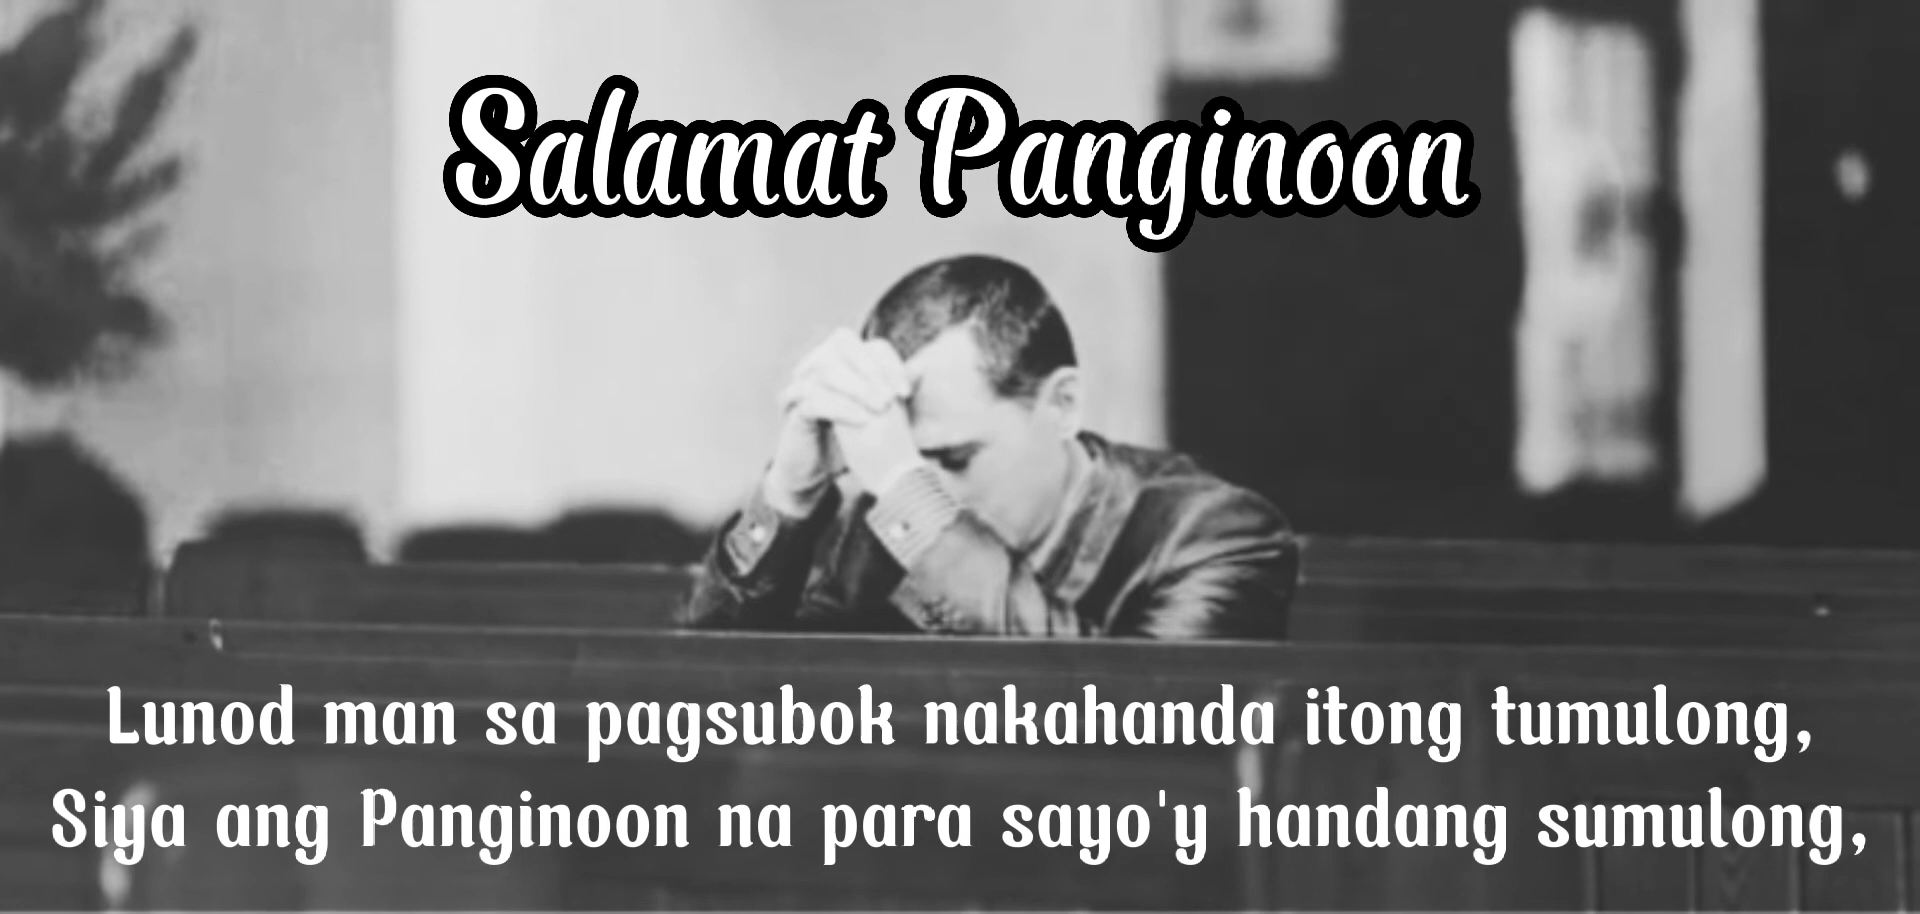 Salamat Panginoon
Lunod man sa pagsubok nakahanda itong tumulong,
Siya ang Panginoon na para sayo'y handang sumulong,